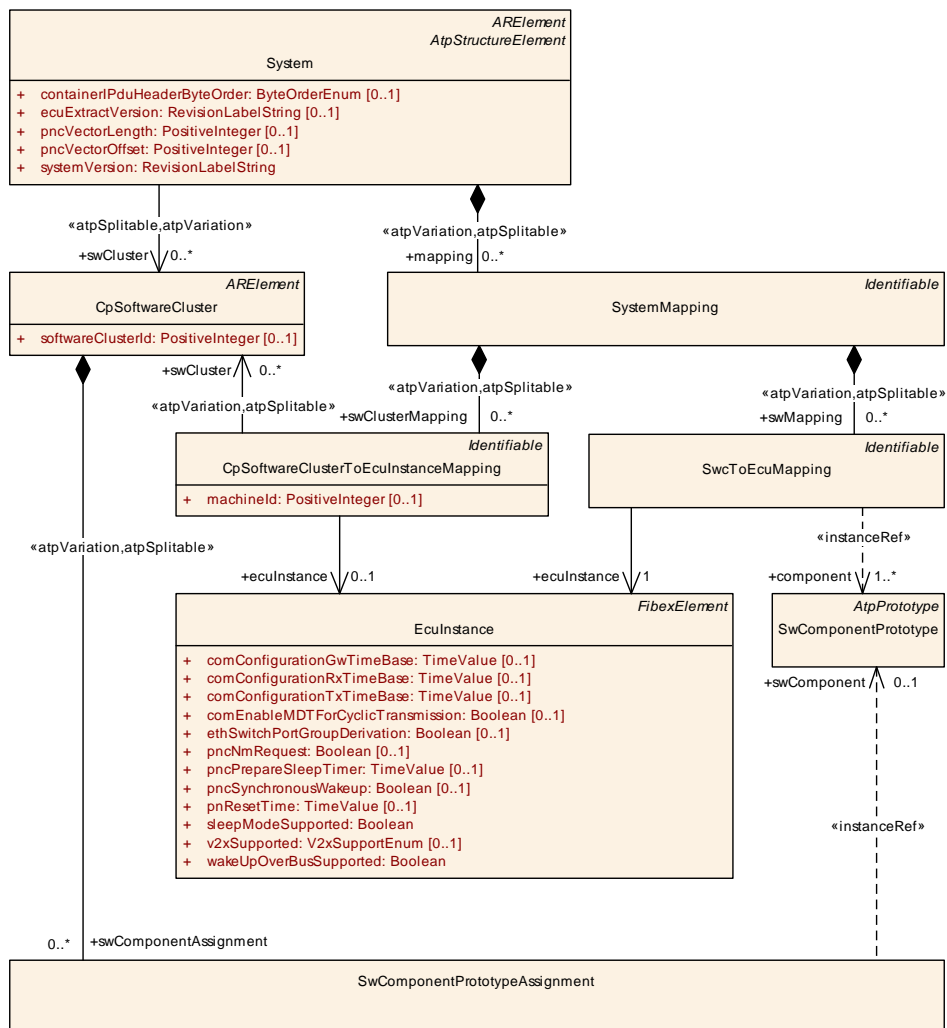 ARElement
AtpStructureElement
System
+ containerIPduHeaderByteOrder: ByteOrderEnum [0..1]
+ ecuExtractVersion: RevisionLabelString [0..1]
+ pncVectorLength: PositiveInteger [0..1]
+ pncVectorOffset: PositiveInteger [0..1]
+ systemVersion: RevisionLabelString
«atpSplitable,atpVariation»
+swCluster 0..*
«atpVariation,atpSplitable»
+mapping 0..*
ARElement
CpSoftwareCluster
+ softwareClusterId: PositiveInteger [0..1]
Identifiable
SystemMapping
+swCluster 0..*
«atpVariation,atpSplitable»
«atpVariation,atpSplitable»
+swClusterMapping 0..*
«atpVariation,atpSplitable»
+swMapping 0..*
Identifiable
CpSoftwareClusterToEcuInstanceMapping
+ machineId: PositiveInteger [0..1]
Identifiable
SwcToEcuMapping
«atpVariation,atpSplitable»
«instanceRef»
+ecuInstance 0..1
+ecuInstance 1
+component 1..*
FibexElement
EcuInstance
+ comConfigurationGwTimeBase: TimeValue [0..1]
+ comConfigurationRxTimeBase: TimeValue [0..1]
+ comConfigurationTxTimeBase: TimeValue [0..1]
+ comEnableMDTForCyclicTransmission: Boolean [0..1]
+ ethSwitchPortGroupDerivation: Boolean [0..1]
+ pncNmRequest: Boolean [0..1]
+ pncPrepareSleepTimer: TimeValue [0..1]
+ pncSynchronousWakeup: Boolean [0..1]
+ pnResetTime: TimeValue [0..1]
+ sleepModeSupported: Boolean
+ v2xSupported: V2xSupportEnum [0..1]
+ wakeUpOverBusSupported: Boolean
AtpPrototype
SwComponentPrototype
+swComponent 0..1
«instanceRef»
0..* +swComponentAssignment
SwComponentPrototypeAssignment